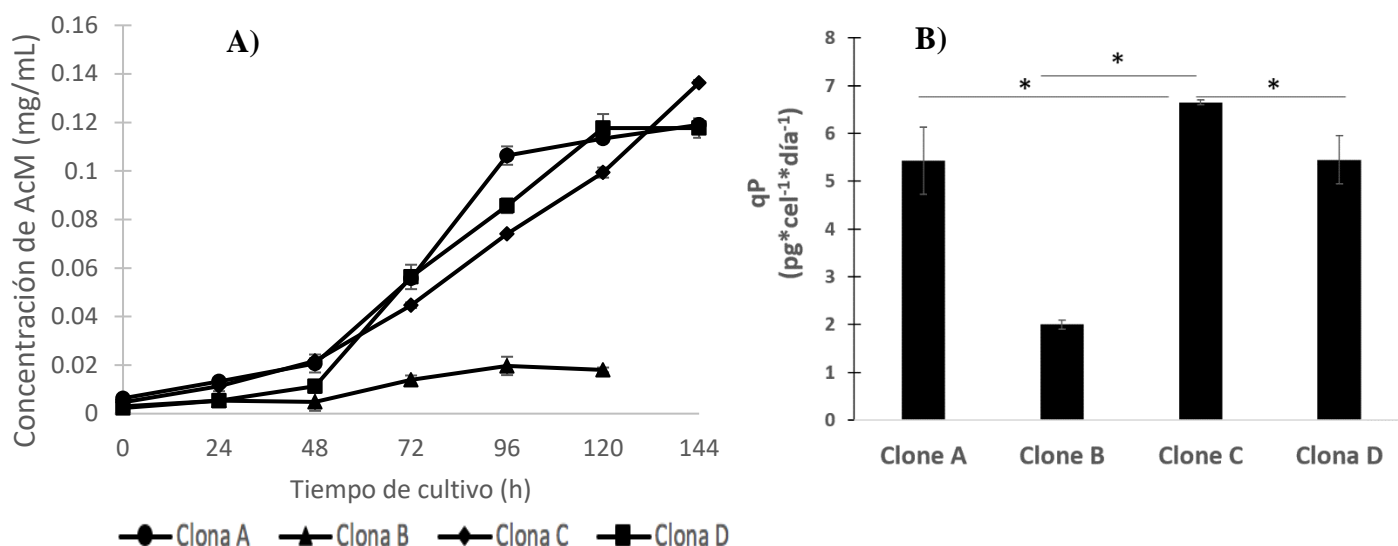 A)
Concentración de AcM (mg/mL)
0.16
0.14
0.12
0.1
0.08
0.06
0.04
0.02
0
0 24 48 72 96 120 144
Tiempo de cultivo (h)
Clona A Clona B Clona C Clona D
B)
qP
(pg*cel-1*día-1)
8
7
6
5
4
3
2
1
0
*
* *
Clone A Clone B Clone C Clona D